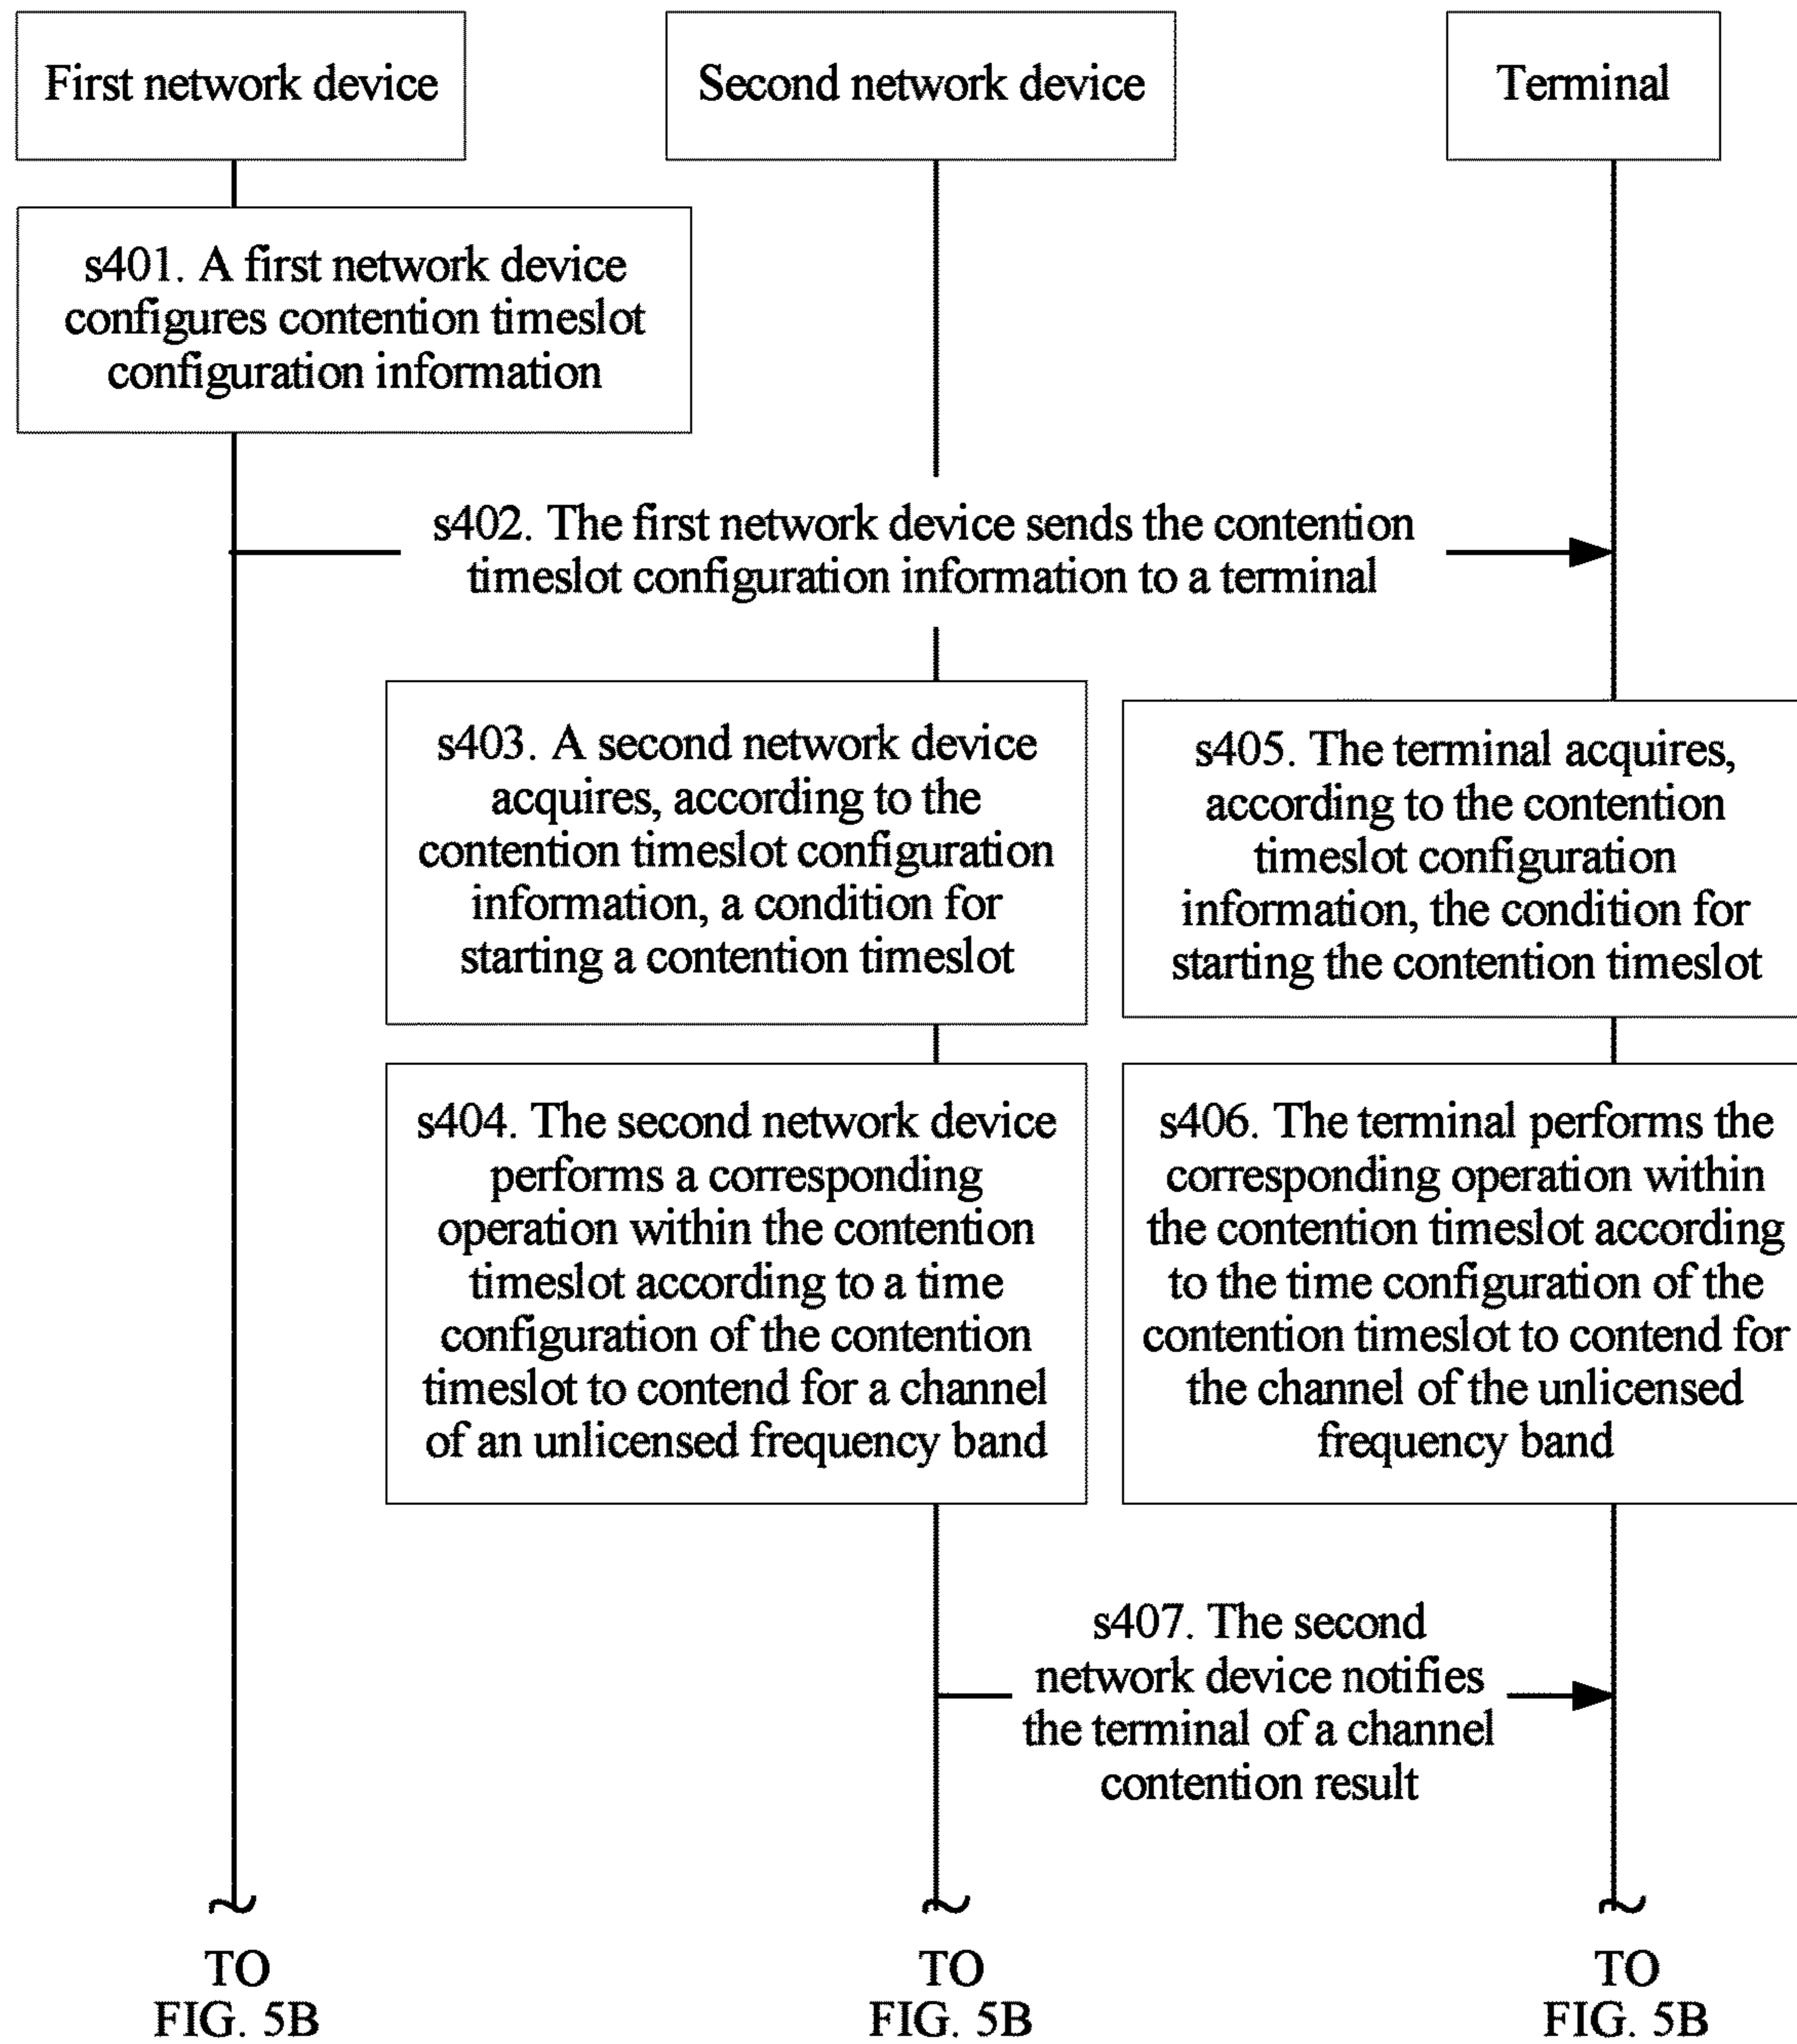 First network device
Second network device
Terminal
s401. A first network device
configures contention timeslot
configuration information
s402. The first network device sends the contention
timeslot configuration information to a terminal
s403. A second network device
acquires, according to the
contention timeslot configuration
information, a condition for
starting a contention timeslot
s405. The terminal acquires,
according to the contention
timeslot configuration
information, the condition for
starting the contention timeslot
s404. The second network device
performs a corresponding
operation within the contention
timeslot according to a time
configuration of the contention
timeslot to contend for a channel
of an unlicensed frequency band
s406. The terminal performs the
corresponding operation within
the contention timeslot according
to the time configuration of the
contention timeslot to contend for
the channel of the unlicensed
frequency band
s407. The second
network device notifies
the terminal of a channel
contention result
TO
FIG. 5B
TO
FIG. 5B
TO
FIG. 5B